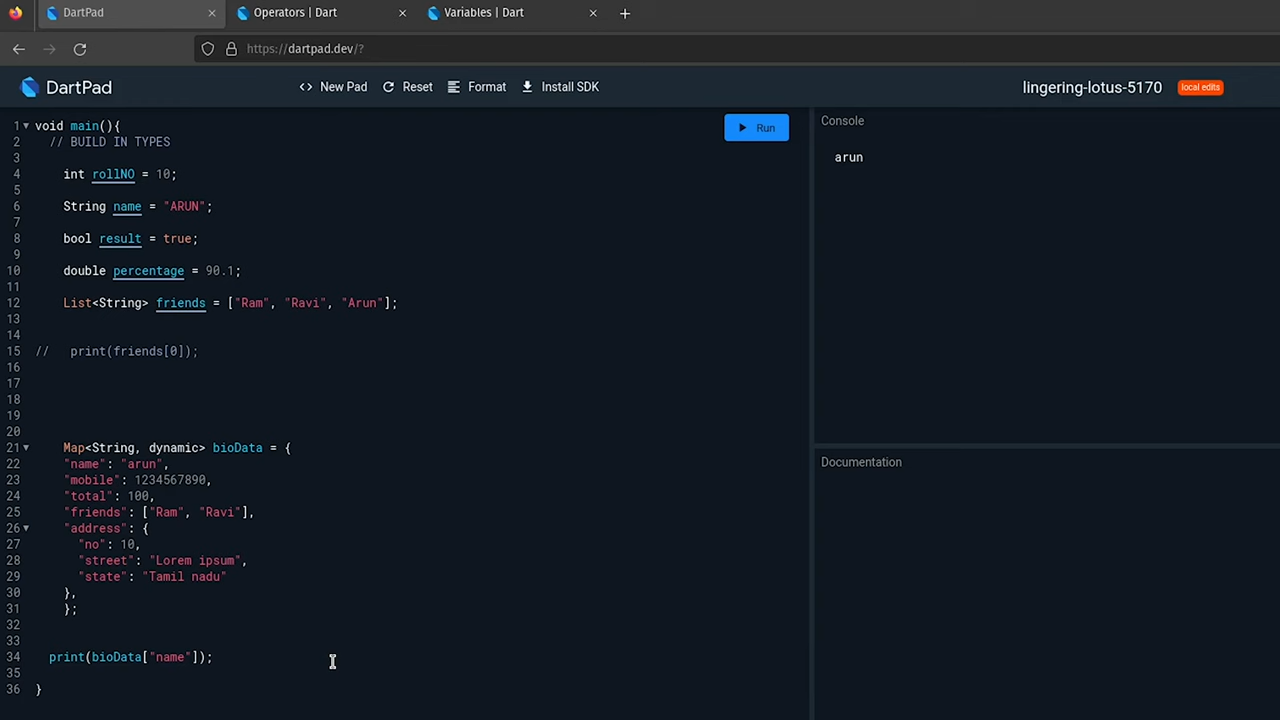 DartPad
Operators | Dart
Variables | Dart
https://dartpad.dev/?
DartPad
<> New Pad
Reset
Format
Install SDK
lingering-lotus-5170
local edits
1 void main(){
2 // BUILD IN TYPES
3
4 int rollNO = 10;
5
6 String name = "ARUN";
7
8 bool result = true;
9
10 double percentage = 90.1;
11
12 List<String> friends = ["Ram", "Ravi", "Arun"];
13
14
15 // print(friends[0]);
16
17
18
19
20
21 Map<String, dynamic> bioData = {
22 "name": "arun",
23 "mobile": 1234567890,
24 "total": 100,
25 "friends": ["Ram", "Ravi"],
26 "address": {
27 "no": 10,
28 "street": "Lorem ipsum",
29 "state": "Tamil nadu"
30 },
31 };
32
33
34 print(bioData["name"]);
35
36 }
Run
Console
arun
Documentation